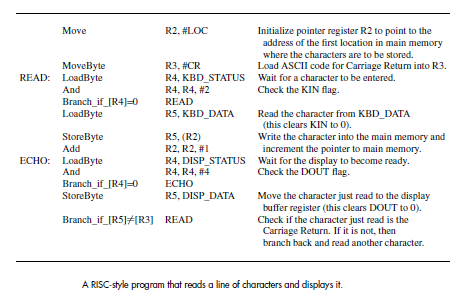 Move R2, #LOC Initialize pointer register R2 to point to the
address of the first location in main memory
where the characters are to be stored.
MoveByte R3, #CR Load ASCII code for Carriage Return into R3.
READ: LoadByte R4, KBD_STATUS Wait for a character to be entered.
And R4, R4, #2 Check the KIN flag.
Branch_if_[R4]=0 READ
LoadByte R5, KBD_DATA Read the character from KBD_DATA
(this clears KIN to 0).
StoreByte R5, (R2) Write the character into the main memory and
Add R2, R2, #1 increment the pointer to main memory.
ECHO: LoadByte R4, DISP_STATUS Wait for the display to become ready.
And R4, R4, #4 Check the DOUT flag.
Branch_if_[R4]=0 ECHO
StoreByte R5, DISP_DATA Move the character just read to the display
buffer register (this clears DOUT to 0).
Branch_if_[R5]≠[R3] READ Check if the character just read is the
Carriage Return. If it is not, then
branch back and read another character.
A RISC-style program that reads a line of characters and displays it.